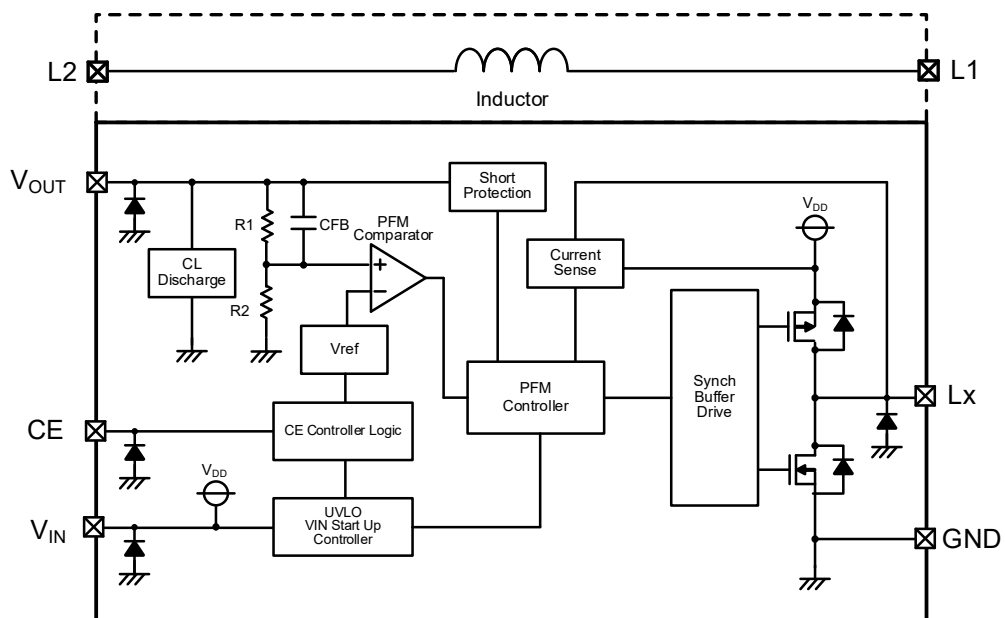 L2
L1
Inductor
VOUT
Short
Protection
VDD
R1
CFB
PFM
Comparator
CL
Discharge
Current
Sense
+
R2
−
Vref
PFM
Controller
Synch
Buffer
Drive
Lx
CE
CE Controller Logic
VDD
VIN
UVLO
VIN Start Up
Controller
GND